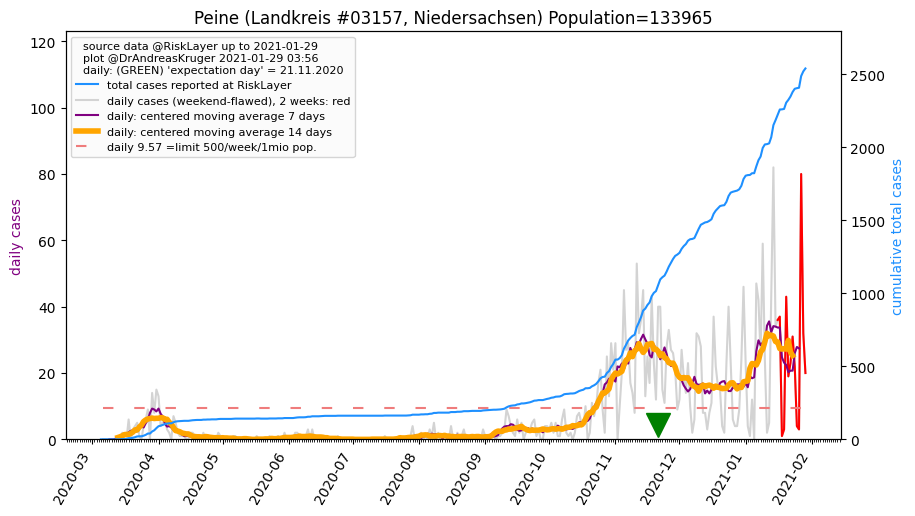 Peine (Landkreis #03157, Niedersachsen) Population=133965
source data @RiskLayer up to 2021-01-29
plot @DrAndreasKruger 2021-01-29 03:56
daily: (GREEN) 'expectation day' = 21.11.2020
total cases reported at RiskLayer
daily cases (weekend-flawed), 2 weeks: red
daily: centered moving average 7 days
daily: centered moving average 14 days
daily 9.57 =limit 500/week/1mio pop.
daily cases
120
100
80
60
40
20
0
cumulative total cases
2500
2000
1500
1000
500
0
2020-03
2020-04
2020-05
2020-06
2020-07
2020-08
2020-09
2020-10
2020-11
2020-12
2021-01
2021-02